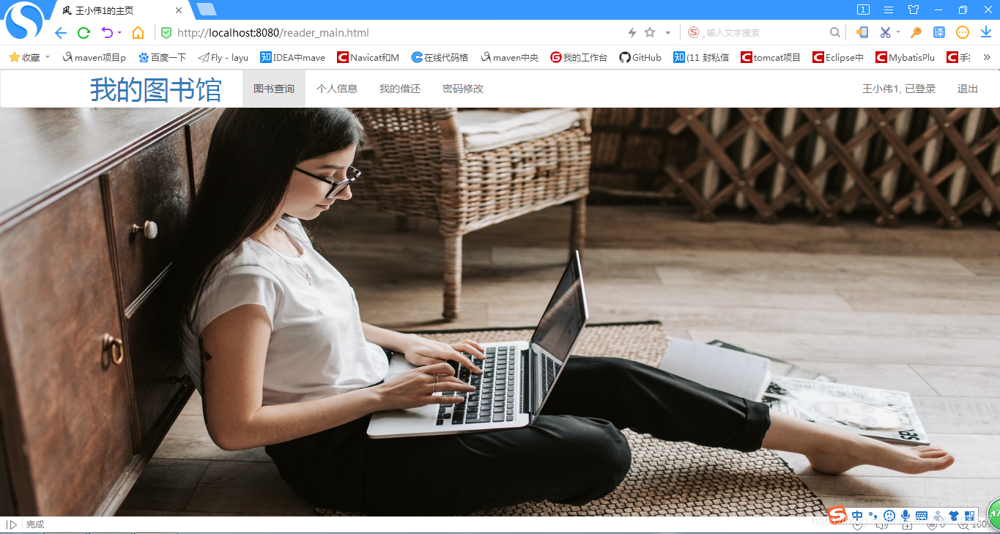 王小伟1的主页
1
http://localhost:8080/reader_main.html
输入文字搜索
译
收藏 maven项目p 百度一下 Fly - layu 知 IDEA中mave C Navicat和M C 在线代码格 maven中央 G 我的工作台 GitHub 知 (11 封私信 C tomcat项目 C Eclipse中 C MybatisPlu C
我的图书馆 图书查询 个人信息 我的借还 密码修改 王小伟1, 已登录 退出
S 中
47
完成
100%